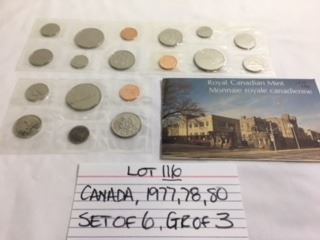 Royal Canadian Mint
Monnaie royale canadienne
LOT 116
CANADA, 1977, 78, 80
SET OF 6, GR OF 3